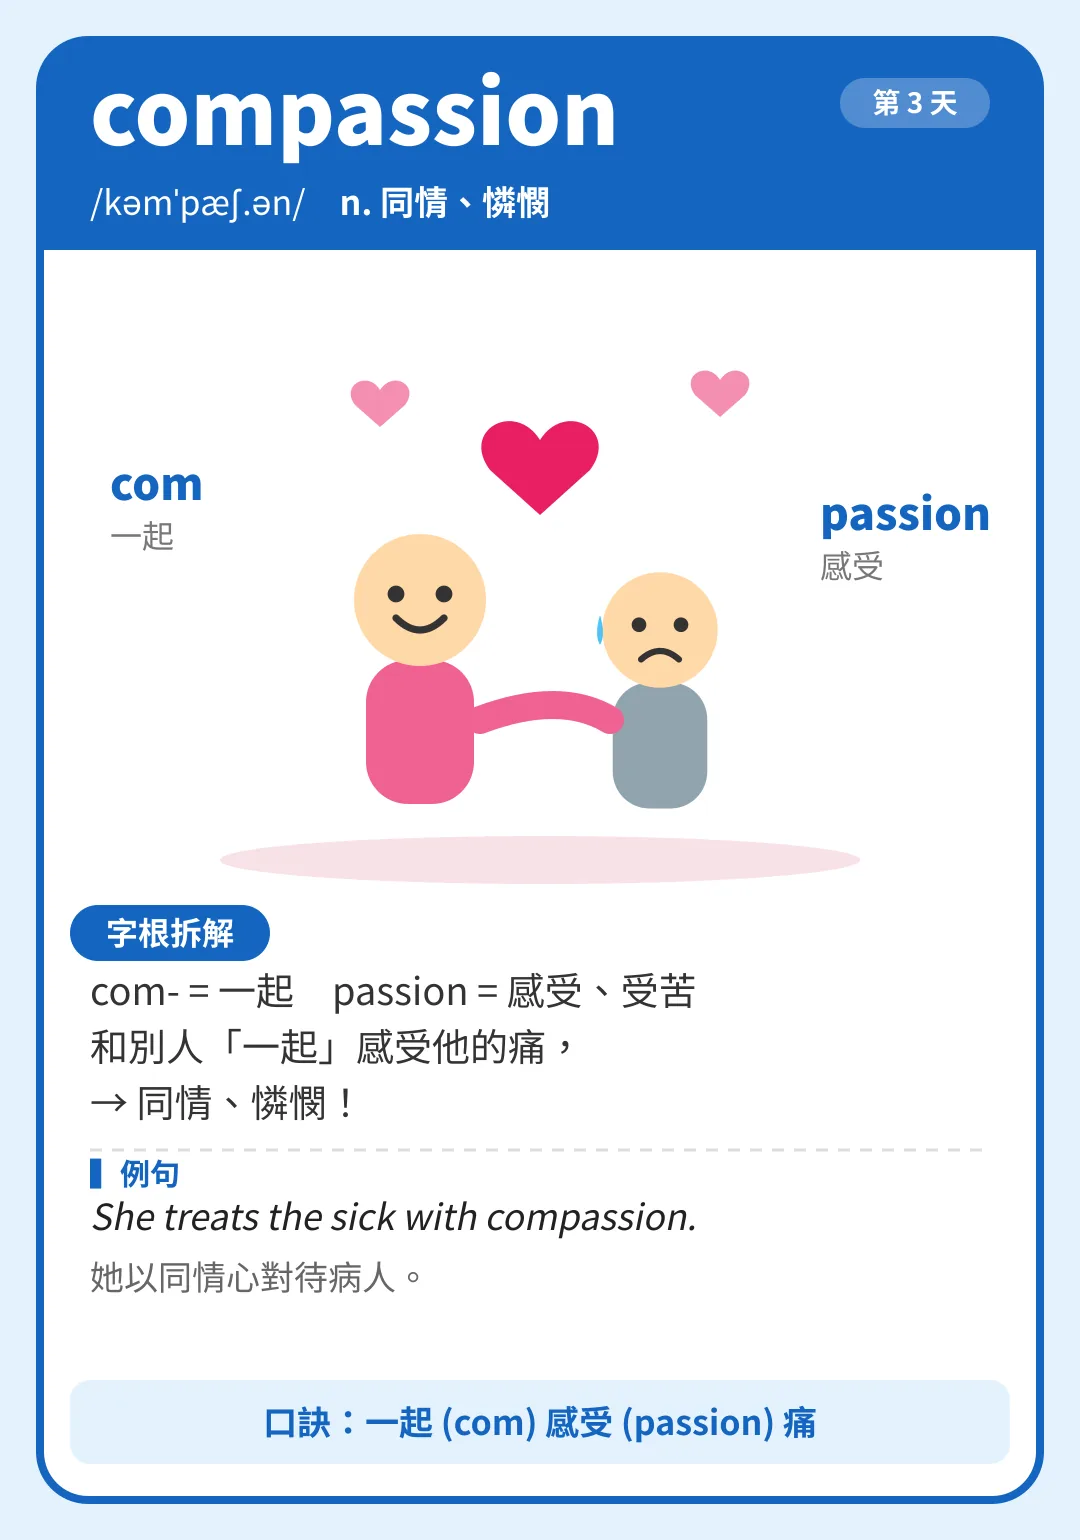 compassion
第 3 天
/kəmˈpæʃ.ən/ n. 同情、憐憫
com
一起
passion
感受
字根拆解
com- = 一起 passion = 感受、受苦
和別人「一起」感受他的痛，
→ 同情、憐憫！
例句
She treats the sick with compassion.
她以同情心對待病人。
口訣：一起 (com) 感受 (passion) 痛